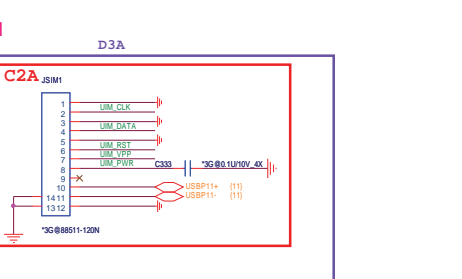 D3A
C2A JSIM1
1
2 UIM_CLK
3
4 UIM_DATA
5
6 UIM_RST
7 UIM_VPP
8 UIM_PWR C333 *3G@0.1U/10V_4X
9
10 USBP11+ (11)
14 11 USBP11- (11)
13 12
*3G@88511-120N